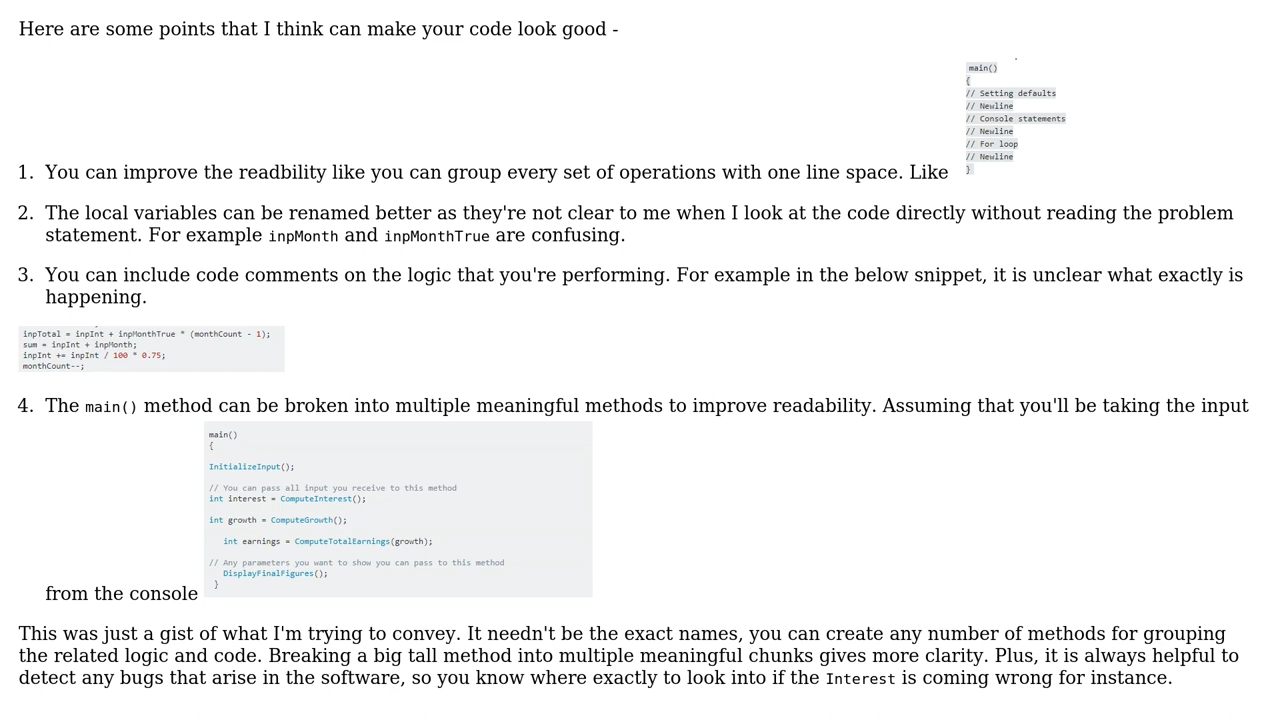 Here are some points that I think can make your code look good -
main()
{
// Setting defaults
// Newline
// Console statements
// Newline
// For loop
// Newline
}
1. You can improve the readbility like you can group every set of operations with one line space. Like
2. The local variables can be renamed better as they're not clear to me when I look at the code directly without reading the problem
statement. For example inpMonth and inpMonthTrue are confusing.
3. You can include code comments on the logic that you're performing. For example in the below snippet, it is unclear what exactly is
happening.
inpTotal = inpInt + inpMonthTrue * (monthCount - 1);
sum = inpInt + inpMonth;
inpInt += inpInt / 100 * 0.75;
monthCount--;
4. The main() method can be broken into multiple meaningful methods to improve readability. Assuming that you'll be taking the input
main()
{
InitializeInput();
// You can pass all input you receive to this method
int interest = ComputeInterest();
int growth = ComputeGrowth();
int earnings = ComputeTotalEarnings(growth);
// Any parameters you want to show you can pass to this method
DisplayFinalFigures();
}
from the console
This was just a gist of what I'm trying to convey. It needn't be the exact names, you can create any number of methods for grouping
the related logic and code. Breaking a big tall method into multiple meaningful chunks gives more clarity. Plus, it is always helpful to
detect any bugs that arise in the software, so you know where exactly to look into if the Interest is coming wrong for instance.